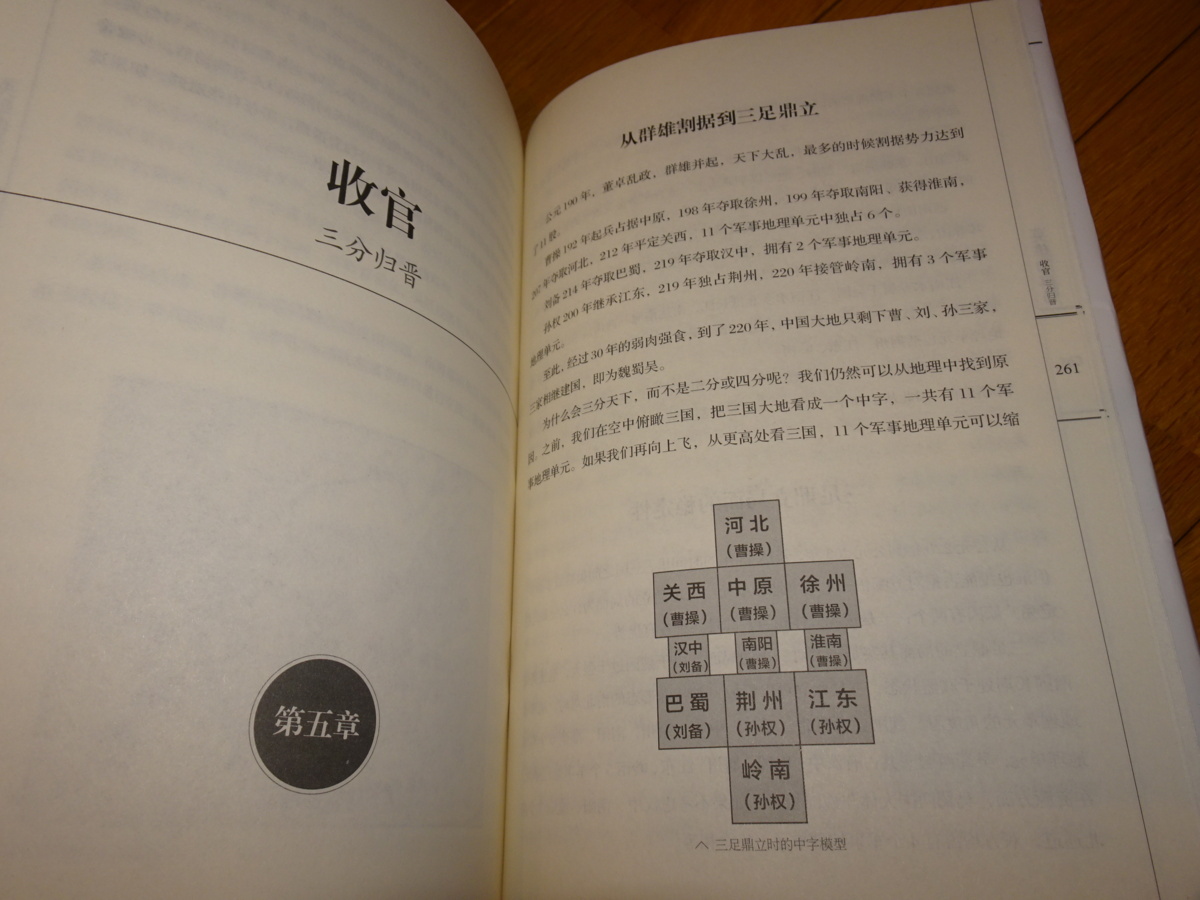 收官
三分归晋
第五章
从群雄割据到三足鼎立
公元190年，董卓乱政，群雄并起，天下大乱，最多的时候割据势力达到
曹操192年起兵占据中原，198年夺取徐州，199年夺取南阳、获得淮南，
年夺取河北，212年平定关西，11个军事地理单元中独占6个。
刘备214年夺取巴蜀，219年夺取汉中，拥有2个军事地理单元。
孙权200年继承江东，219年独占荆州，220年接管岭南，拥有3个军事
地理单元。
至此，经过30年的弱肉强食，到了220年，中国大地只剩下曹、刘、孙三家，
三家相继建国，即为魏蜀吴。
为什么会三分天下，而不是二分或四分呢？我们仍然可以从地理中找到原
因。之前，我们在空中俯瞰三国，把三国大地看成一个中字，一共有11个军
事地理单元。如果我们再向上飞，从更高处看三国，11个军事地理单元可以缩
河北
（曹操）
关西 中原 徐州
（曹操） （曹操） （曹操）
汉中 南阳 淮南
（刘备） （曹操） （曹操）
巴蜀 荆州 江东
（刘备） （孙权） （孙权）
岭南
（孙权）
へ 三足鼎立时的中字模型
收官 三分归晋
261